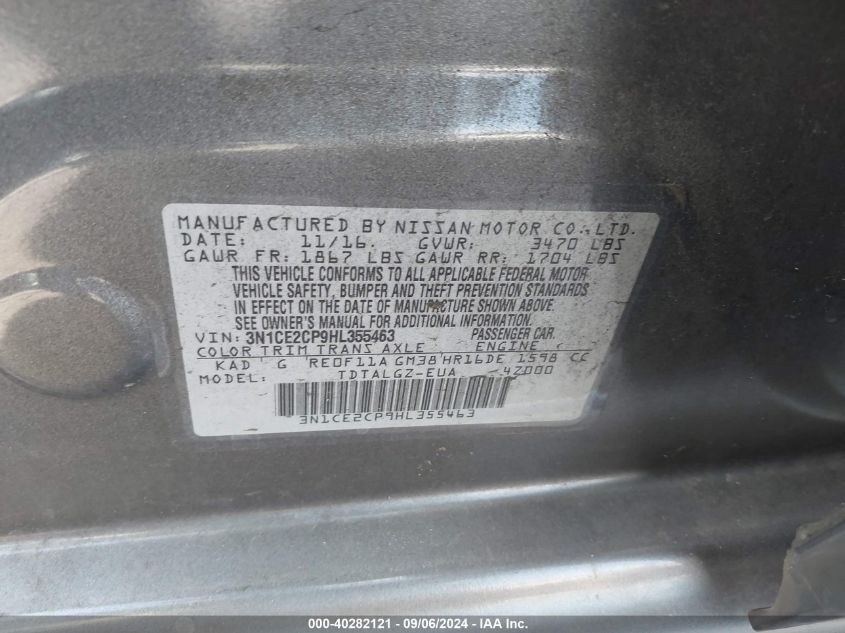 MANUFACTURED BY NISSAN MOTOR CO., LTD.
DATE: 11/16. GVWR: 3470 LBS
GAWR FR: 1867 LBS GAWR RR: 1704 LBS
THIS VEHICLE CONFORMS TO ALL APPLICABLE FEDERAL MOTOR
VEHICLE SAFETY, BUMPER AND THEFT PREVENTION STANDARDS
IN EFFECT ON THE DATE OF MANUFACTURE SHOWN ABOVE.
SEE OWNER'S MANUAL FOR ADDITIONAL INFORMATION.
VIN: 3N1CE2CP9HL355463 PASSENGER CAR.
COLOR TRIM TRANS AXLE ENGINE
KAD G RE0F11A GM38 HR16DE 1598 CC
MODEL: TDTALGZ-EUA 4Z000
3N1CE2CP9HL355463
000-40282121 - 09/06/2024 - IAA Inc.